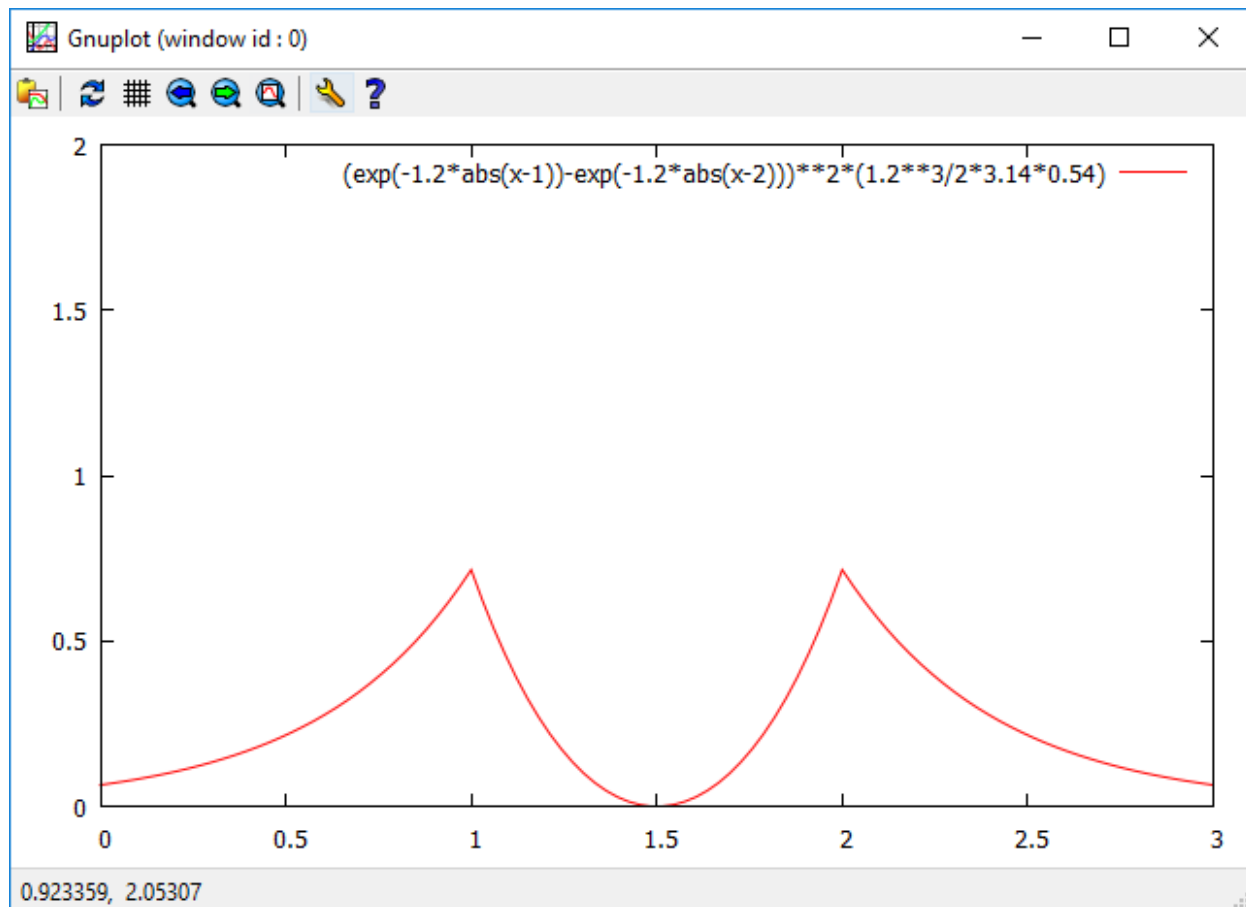 Gnuplot (window id : 0)
2
(exp(-1.2*abs(x-1))-exp(-1.2*abs(x-2)))**2*(1.2**3/2*3.14*0.54)
1.5
1
0.5
0
0 0.5 1 1.5 2 2.5 3
0.923359, 2.05307